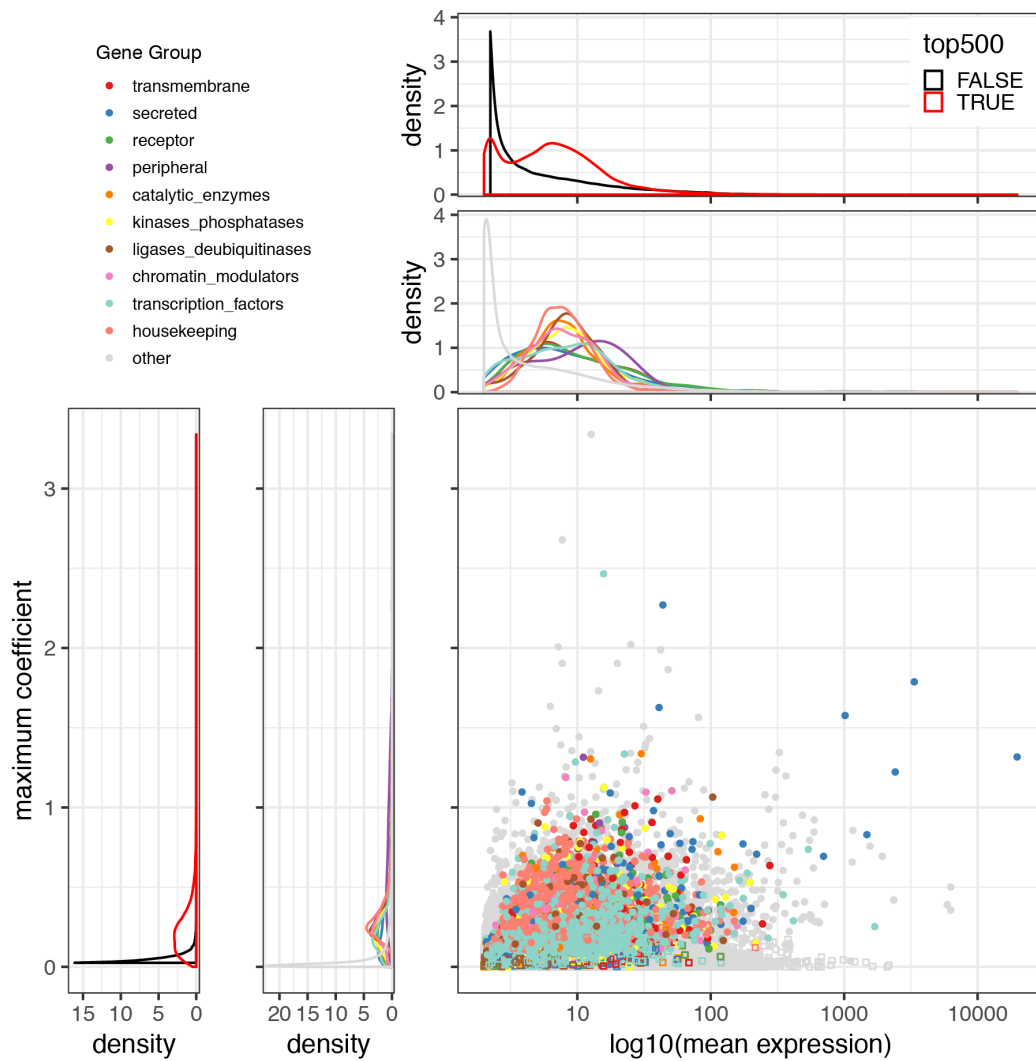 Gene Group
transmembrane
secreted
receptor
peripheral
catalytic_enzymes
kinases_phosphatases
ligases_deubiquitinases
chromatin_modulators
transcription_factors
housekeeping
other
4
3
2
1
0
density
top500
FALSE
TRUE
4
3
2
1
0
density
3
2
1
0
maximum coefficient
15 10 5 0
density
20 15 10 5 0
density
10 100 1000 10000
log10(mean expression)